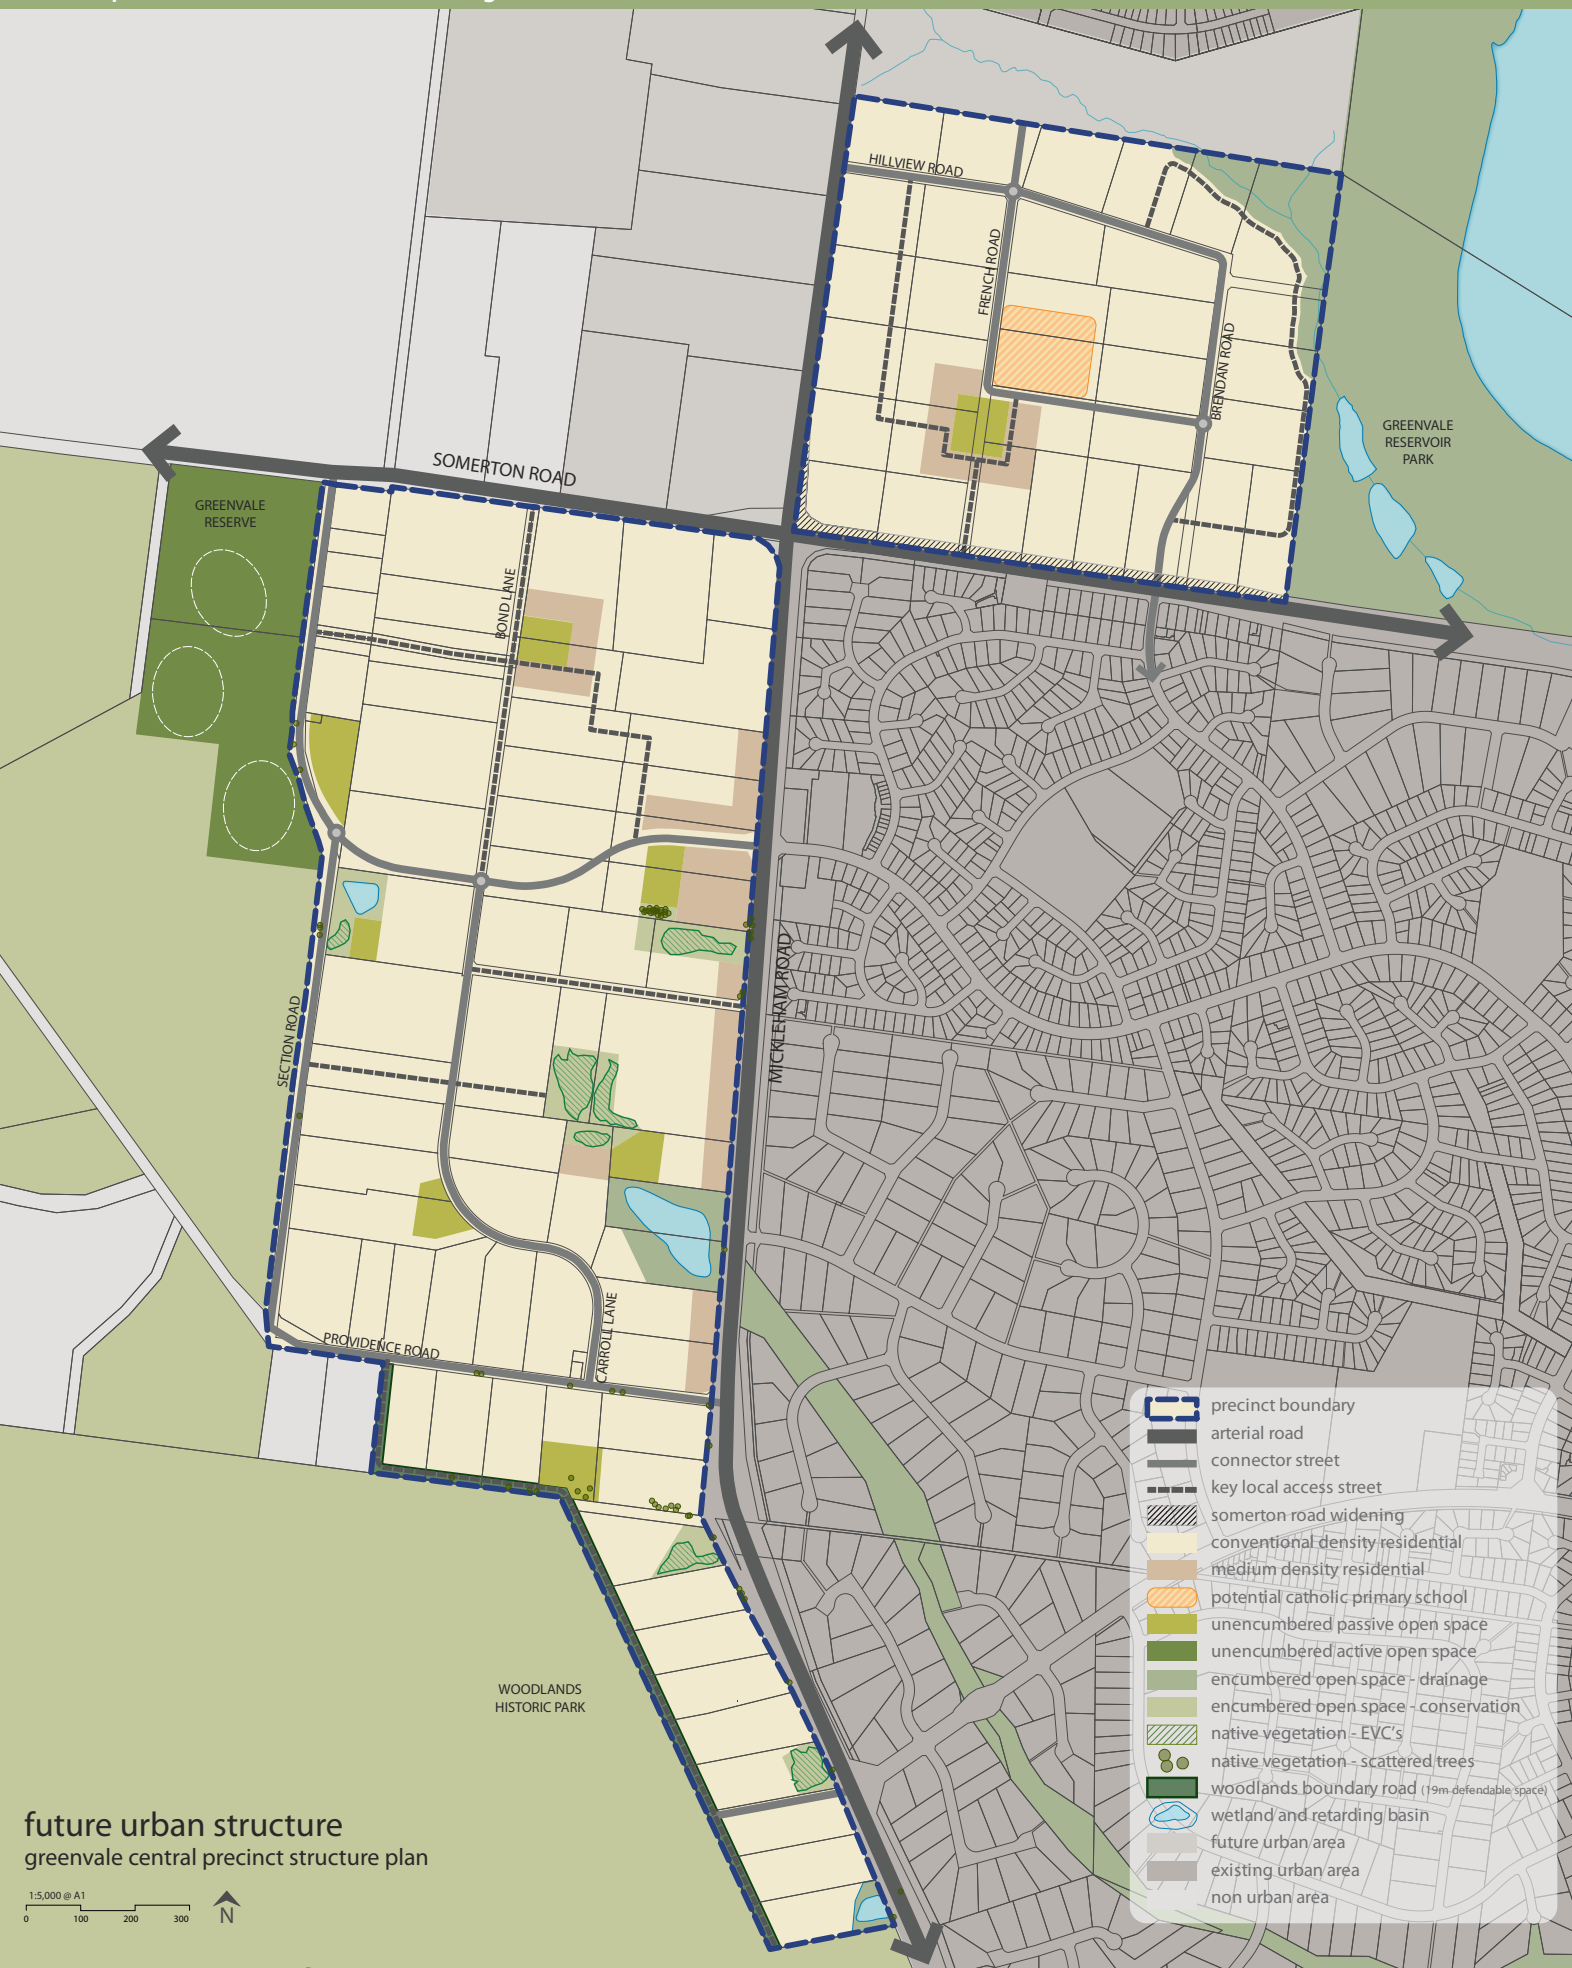 HILLVIEW ROAD
FRENCH ROAD
BRENDAN ROAD
GREENVALE
RESERVOIR
PARK
SOMERTON ROAD
GREENVALE
RESERVE
BOND LANE
MICKLEHAM ROAD
SECTION ROAD
CARROLL LANE
PROVIDENCE ROAD
WOODLANDS
HISTORIC PARK
precinct boundary
arterial road
connector street
key local access street
somerton road widening
conventional density residential
medium density residential
potential catholic primary school
unencumbered passive open space
unencumbered active open space
encumbered open space - drainage
encumbered open space - conservation
native vegetation - EVC's
native vegetation - scattered trees
woodlands boundary road (19m defendable space)
wetland and retarding basin
future urban area
existing urban area
non urban area
future urban structure
greenvale central precinct structure plan
1:5,000 @ A1
0 100 200 300
N